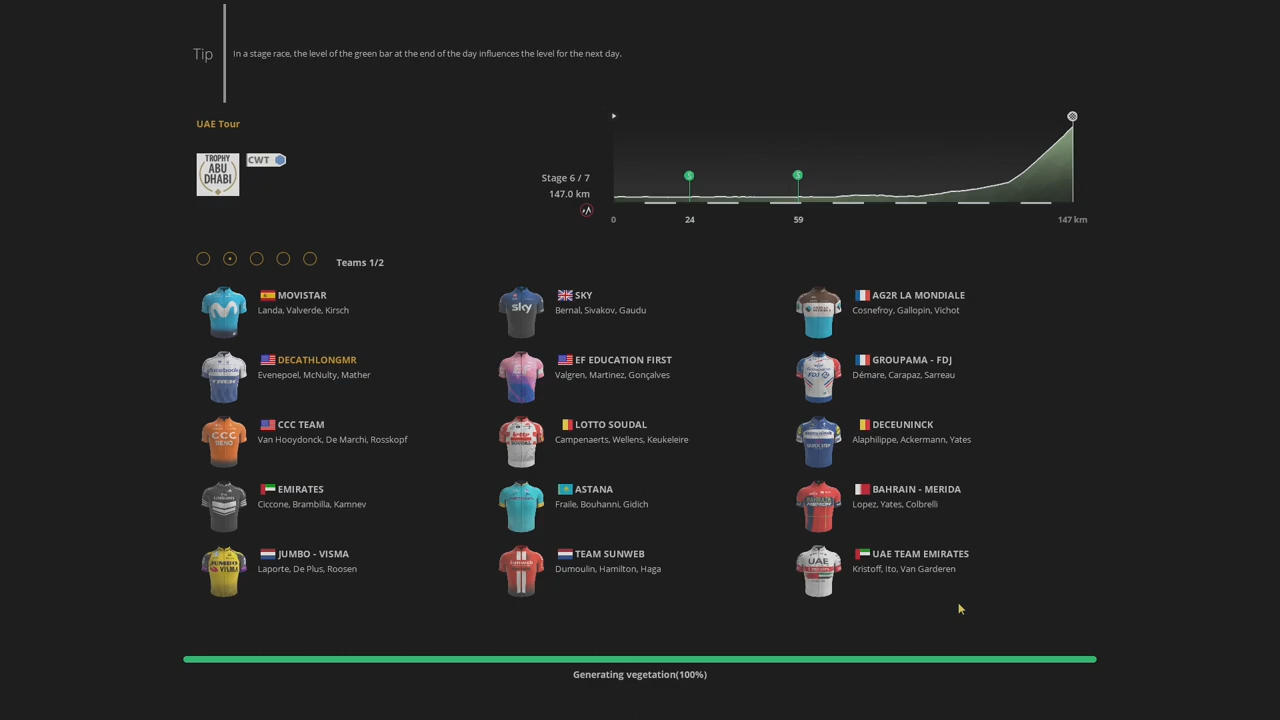 Tip
In a stage race, the level of the green bar at the end of the day influences the level for the next day.
UAE Tour
TROPHY
ABU
DHABI
CWT
Stage 6 / 7
147.0 km
S
S
0
24
59
147 km
Teams 1/2
MOVISTAR
Landa, Valverde, Kirsch
SKY
Bernal, Sivakov, Gaudu
AG2R LA MONDIALE
Cosnefroy, Gallopin, Vichot
DECATHLONGMR
Evenepoel, McNulty, Mather
EF EDUCATION FIRST
Valgren, Martinez, Gonçalves
GROUPAMA - FDJ
Démare, Carapaz, Sarreau
CCC TEAM
Van Hooydonck, De Marchi, Rosskopf
LOTTO SOUDAL
Campenaerts, Wellens, Keukeleire
DECEUNINCK
Alaphilippe, Ackermann, Yates
EMIRATES
Ciccone, Brambilla, Kamnev
ASTANA
Fraile, Bouhanni, Gidich
BAHRAIN - MERIDA
Lopez, Yates, Colbrelli
JUMBO - VISMA
Laporte, De Plus, Roosen
TEAM SUNWEB
Dumoulin, Hamilton, Haga
UAE TEAM EMIRATES
Kristoff, Ito, Van Garderen
Generating vegetation(100%)